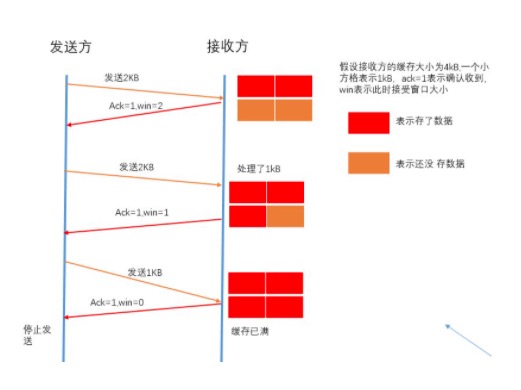 发送方
接收方
假设接收方的缓存大小为4kB,一个小
方格表示1kB，ack=1表示确认收到，
win表示此时接受窗口大小
发送2KB
Ack=1,win=2
表示存了数据
表示还没 存数据
发送2KB
处理了1kB
Ack=1,win=1
发送1KB
Ack=1,win=0
停止发
送
缓存已满